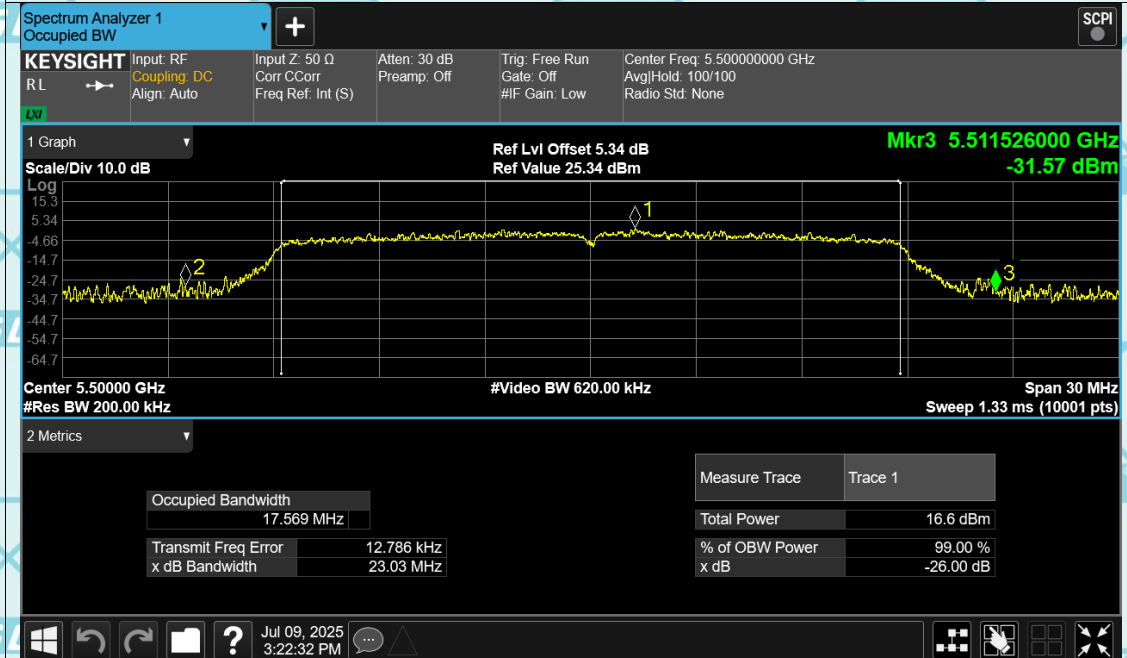 Spectrum Analyzer 1
Occupied BW
SCPI
KEYSIGHT
R L
LXI
Input: RF
Coupling: DC
Align: Auto
Input Z: 50 Ω
Corr CCorr
Freq Ref: Int (S)
Atten: 30 dB
Preamp: Off
Trig: Free Run
Gate: Off
#IF Gain: Low
Center Freq: 5.500000000 GHz
Avg|Hold: 100/100
Radio Std: None
1 Graph
Ref Lvl Offset 5.34 dB
Mkr3 5.511526000 GHz
Scale/Div 10.0 dB
Ref Value 25.34 dBm
-31.57 dBm
Log
15.3
5.34
-4.66
-14.7
-24.7
-34.7
-44.7
-54.7
-64.7
1
2
3
Center 5.50000 GHz
#Video BW 620.00 kHz
Span 30 MHz
#Res BW 200.00 kHz
Sweep 1.33 ms (10001 pts)
2 Metrics
Occupied Bandwidth
17.569 MHz
Transmit Freq Error 12.786 kHz
x dB Bandwidth 23.03 MHz
Measure Trace Trace 1
Total Power 16.6 dBm
% of OBW Power 99.00 %
x dB -26.00 dB
Jul 09, 2025
3:22:32 PM